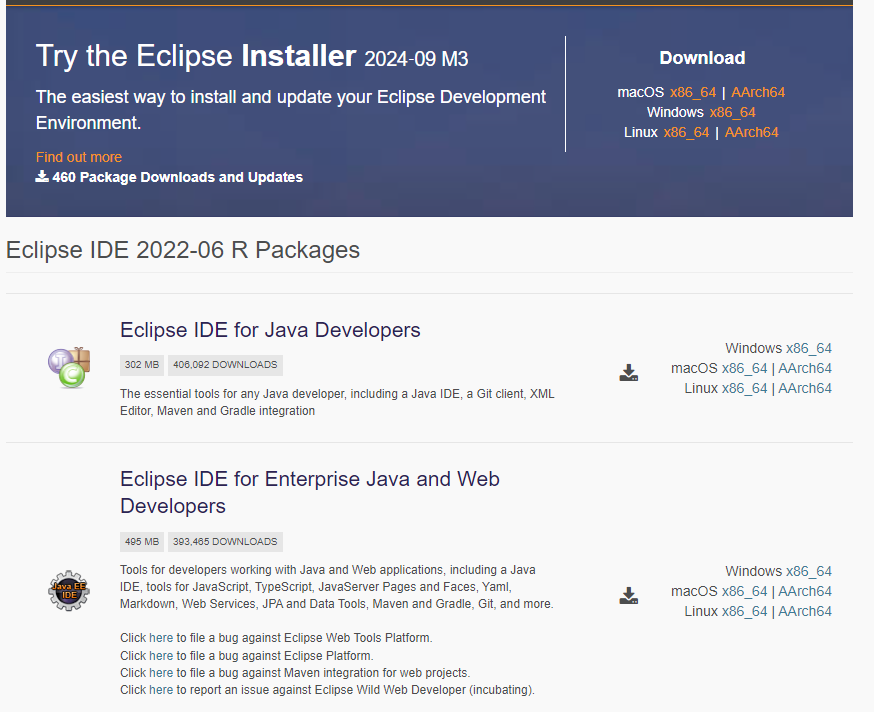 Try the Eclipse Installer 2024-09 M3
The easiest way to install and update your Eclipse Development
Environment.
Find out more
460 Package Downloads and Updates
Download
macOS x86_64 | AArch64
Windows x86_64
Linux x86_64 | AArch64
Eclipse IDE 2022-06 R Packages
Eclipse IDE for Java Developers
302 MB 406,092 DOWNLOADS
The essential tools for any Java developer, including a Java IDE, a Git client, XML
Editor, Maven and Gradle integration
Windows x86_64
macOS x86_64 | AArch64
Linux x86_64 | AArch64
Eclipse IDE for Enterprise Java and Web
Developers
495 MB 393,465 DOWNLOADS
Java EE
IDE
Tools for developers working with Java and Web applications, including a Java
IDE, tools for JavaScript, TypeScript, JavaServer Pages and Faces, Yaml,
Markdown, Web Services, JPA and Data Tools, Maven and Gradle, Git, and more.
Click here to file a bug against Eclipse Web Tools Platform.
Click here to file a bug against Eclipse Platform.
Click here to file a bug against Maven integration for web projects.
Click here to report an issue against Eclipse Wild Web Developer (incubating).
Windows x86_64
macOS x86_64 | AArch64
Linux x86_64 | AArch64